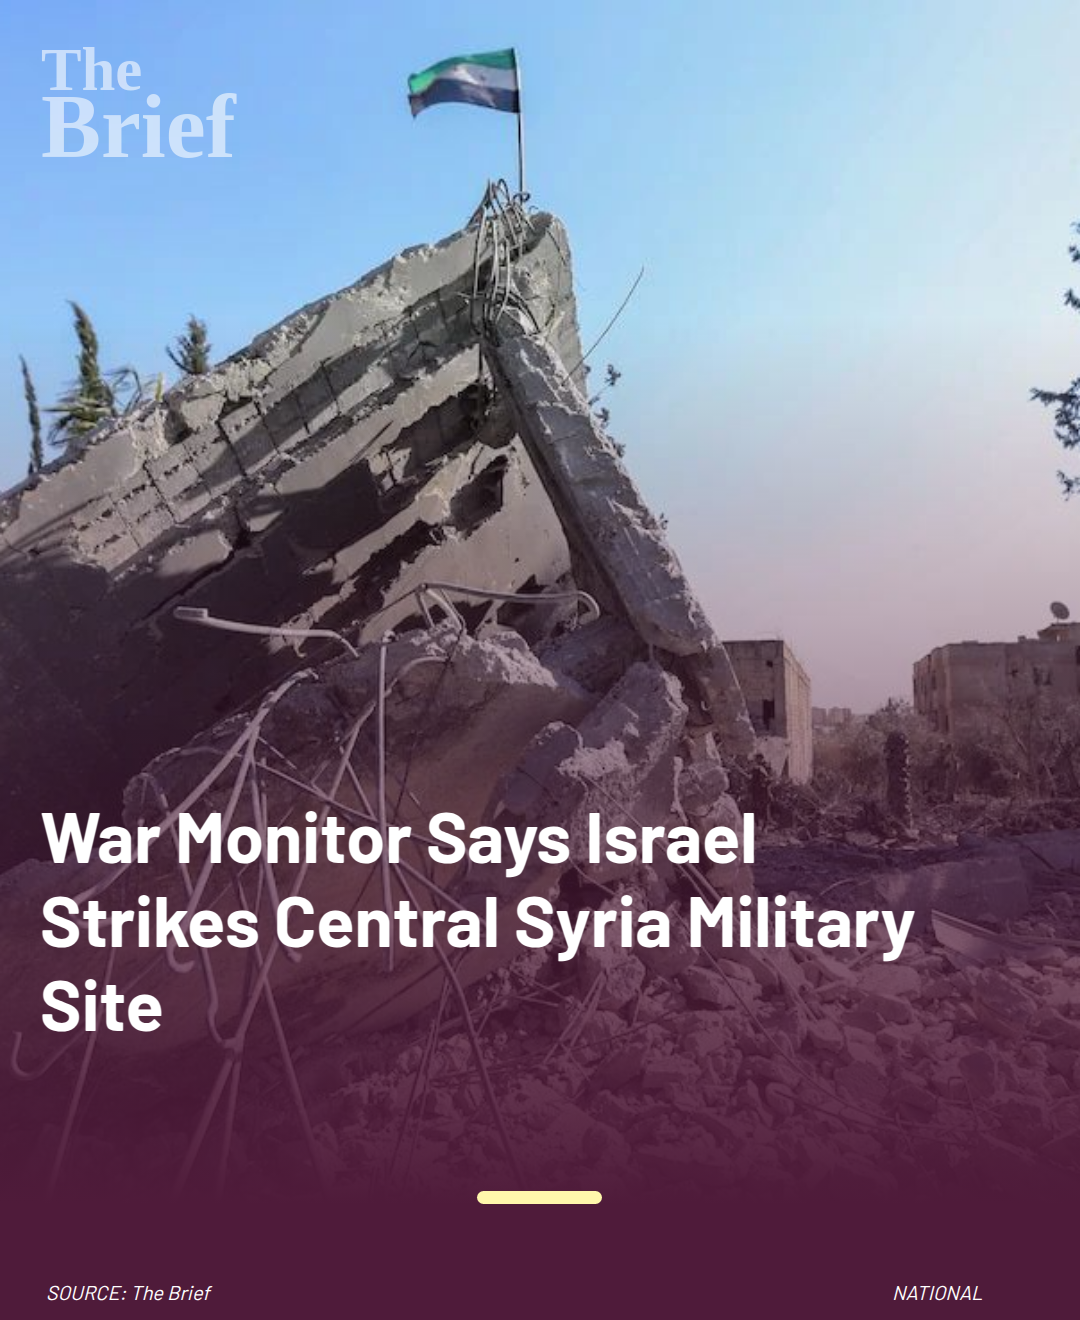 The
Brief
War Monitor Says Israel
Strikes Central Syria Military
Site
SOURCE: The Brief
NATIONAL